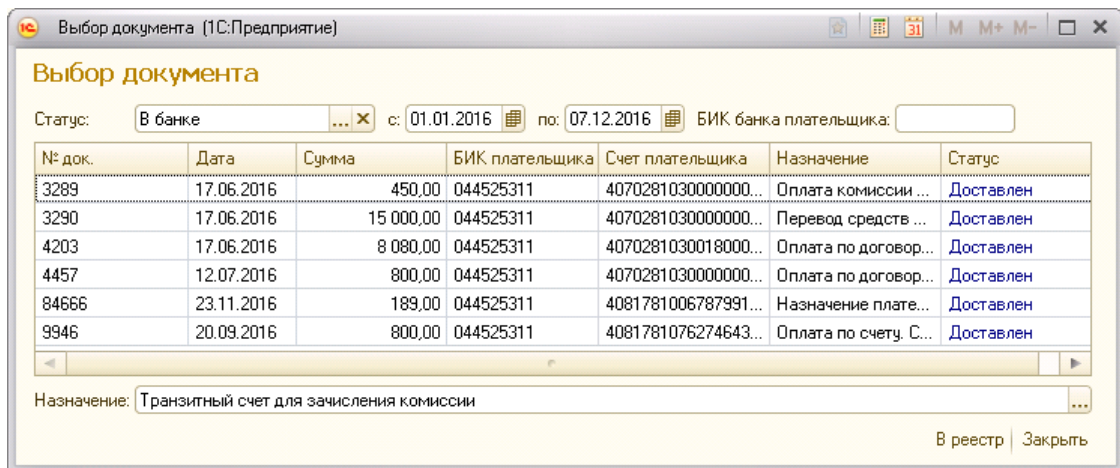 1С Выбор документа (1С:Предприятие) 31 M M+ M-
Выбор документа
Статус: В банке ... с: 01.01.2016 по: 07.12.2016 БИК банка плательщика:
№ док. Дата Сумма БИК плательщика Счет плательщика Назначение Статус
3289 17.06.2016 450,00 044525311 4070281030000000... Оплата комиссии ... Доставлен
3290 17.06.2016 15 000,00 044525311 4070281030000000... Перевод средств ... Доставлен
4203 17.06.2016 8 080,00 044525311 4070281030018000... Оплата по договор... Доставлен
4457 12.07.2016 800,00 044525311 4070281030000000... Оплата по договор... Доставлен
84666 23.11.2016 189,00 044525311 4081781006787991... Назначение плате... Доставлен
9946 20.09.2016 800,00 044525311 4081781076274643... Оплата по счету. С... Доставлен
Назначение: Транзитный счет для зачисления комиссии ...
В реестр Закрыть